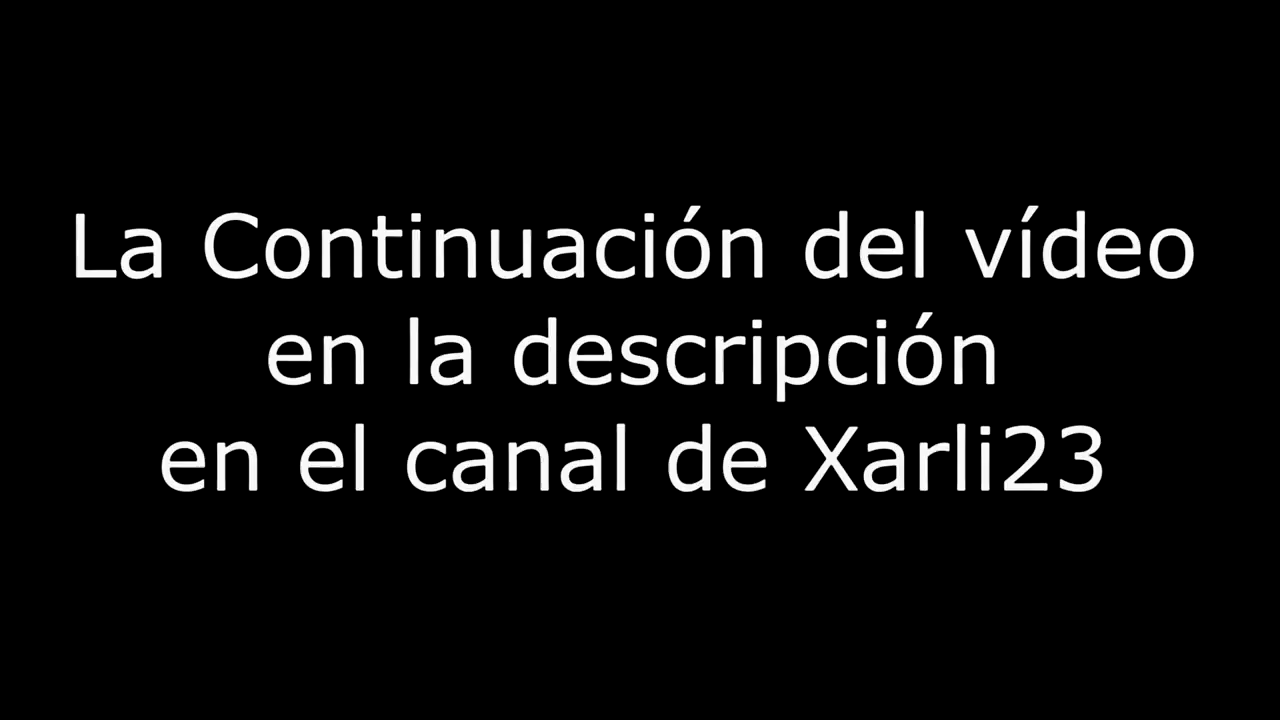 La Continuación del vídeo
en la descripción
en el canal de Xarli23